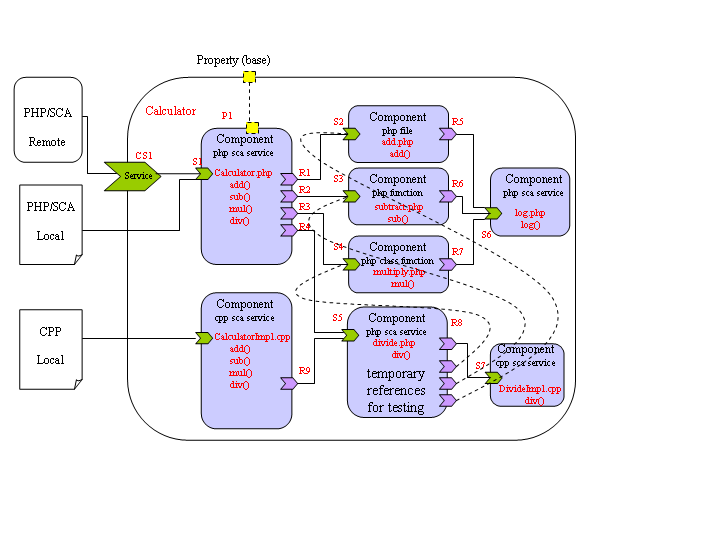 Property (base)
PHP/SCA
Remote
PHP/SCA
Local
CPP
Local
Calculator
P1
CS1
Service
S1
Component
php sca service
Calculator.php
add()
sub()
mul()
div()
R1
R2
R3
R4
Component
cpp sca service
CalculatorImpl.cpp
add()
sub()
mul()
div()
R9
S2
Component
php file
add.php
add()
R5
S3
Component
php function
subtract.php
sub()
R6
S4
Component
php class function
multiply.php
mul()
R7
S5
Component
php sca service
divide.php
div()
temporary
references
for testing
R8
Component
php sca service
log.php
log()
S6
S7
Component
cpp sca service
DivideImpl.cpp
div()